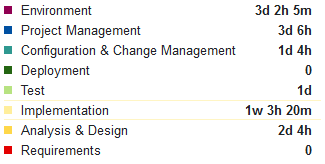 Environment 3d 2h 5m
Project Management 3d 6h
Configuration & Change Management 1d 4h
Deployment 0
Test 1d
Implementation 1w 3h 20m
Analysis & Design 2d 4h
Requirements 0